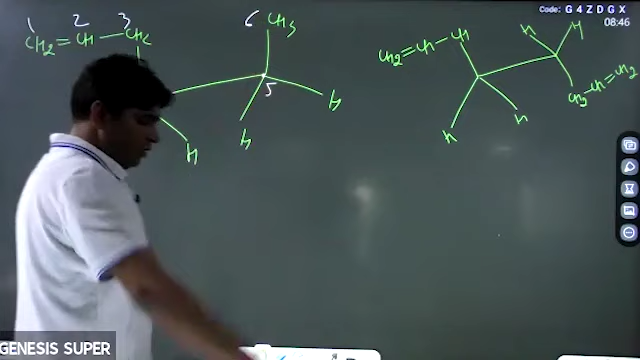 Code: G 4 Z D G X
08:46
1 2 3
CH2 = CH — CH2
6 CH3
5
H
H
H
CH2 = CH — CH
H
H
H
H
CH2 — CH = CH2
GENESIS SUPER